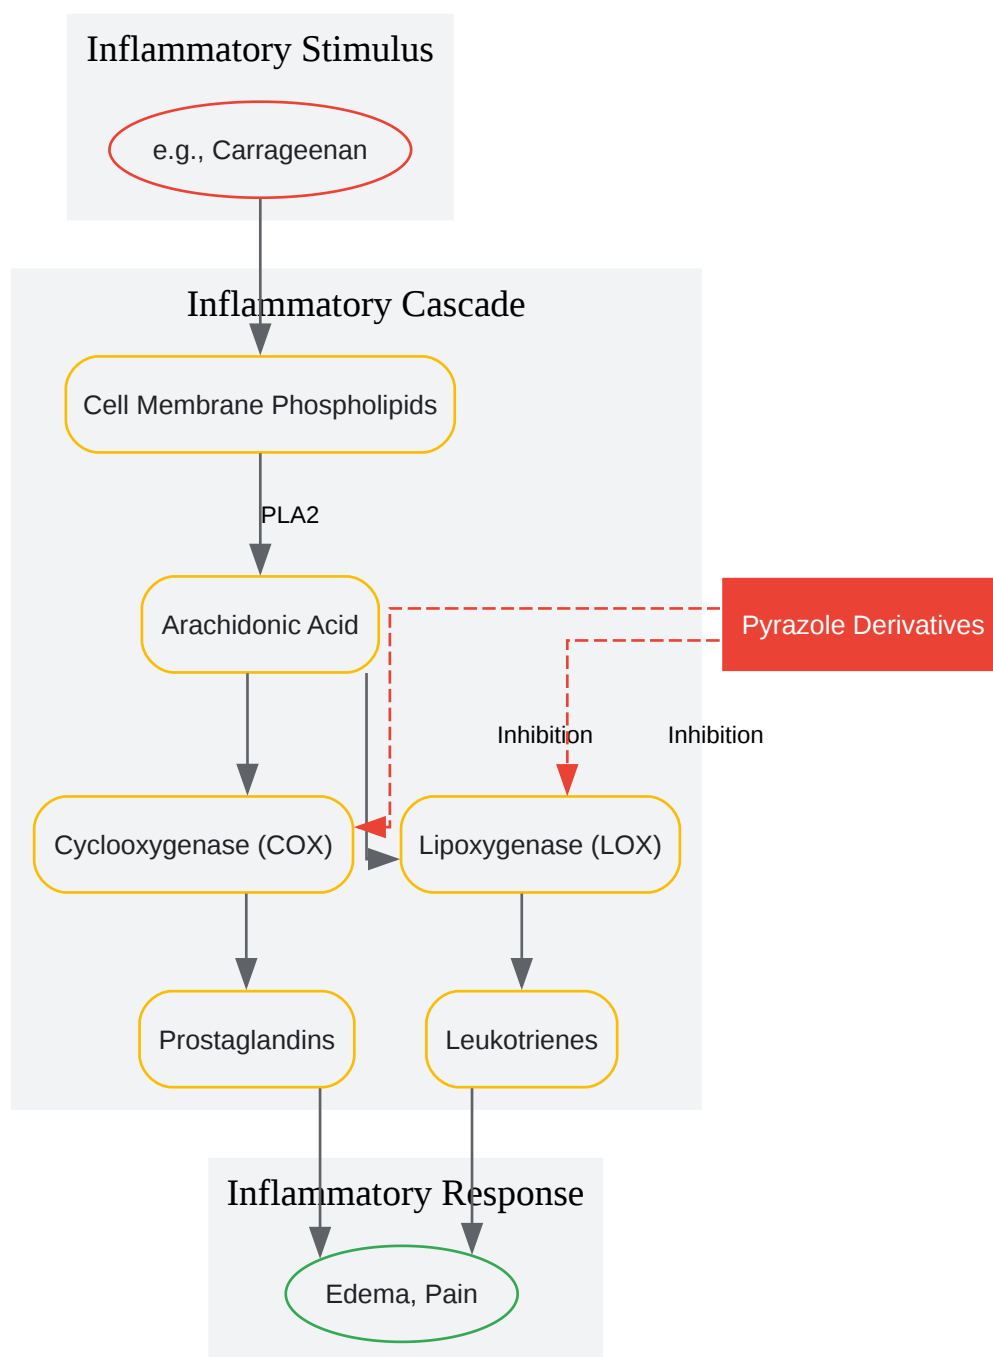 Inflammatory Stimulus
e.g., Carrageenan
Inflammatory Cascade
Cell Membrane Phospholipids
PLA2
Arachidonic Acid
Pyrazole Derivatives
Inhibition
Inhibition
Cyclooxygenase (COX)
Lipoxygenase (LOX)
Prostaglandins
Leukotrienes
Inflammatory Response
Edema, Pain